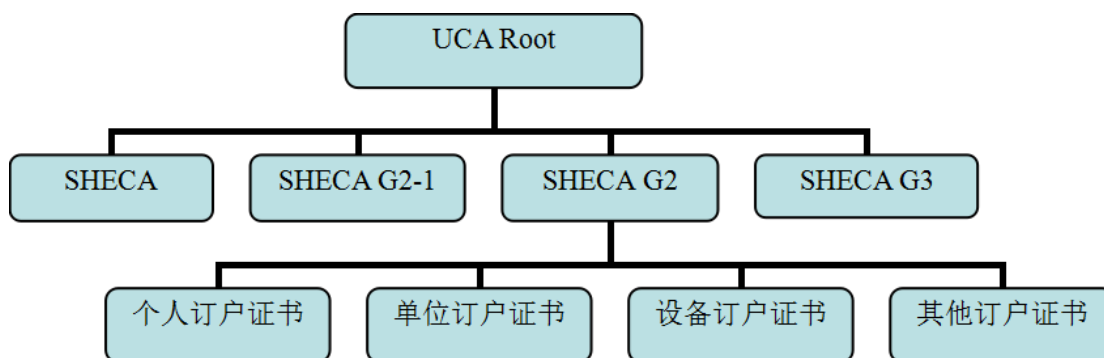 UCA Root
SHECA
SHECA G2-1
SHECA G2
SHECA G3
个人订户证书
单位订户证书
设备订户证书
其他订户证书